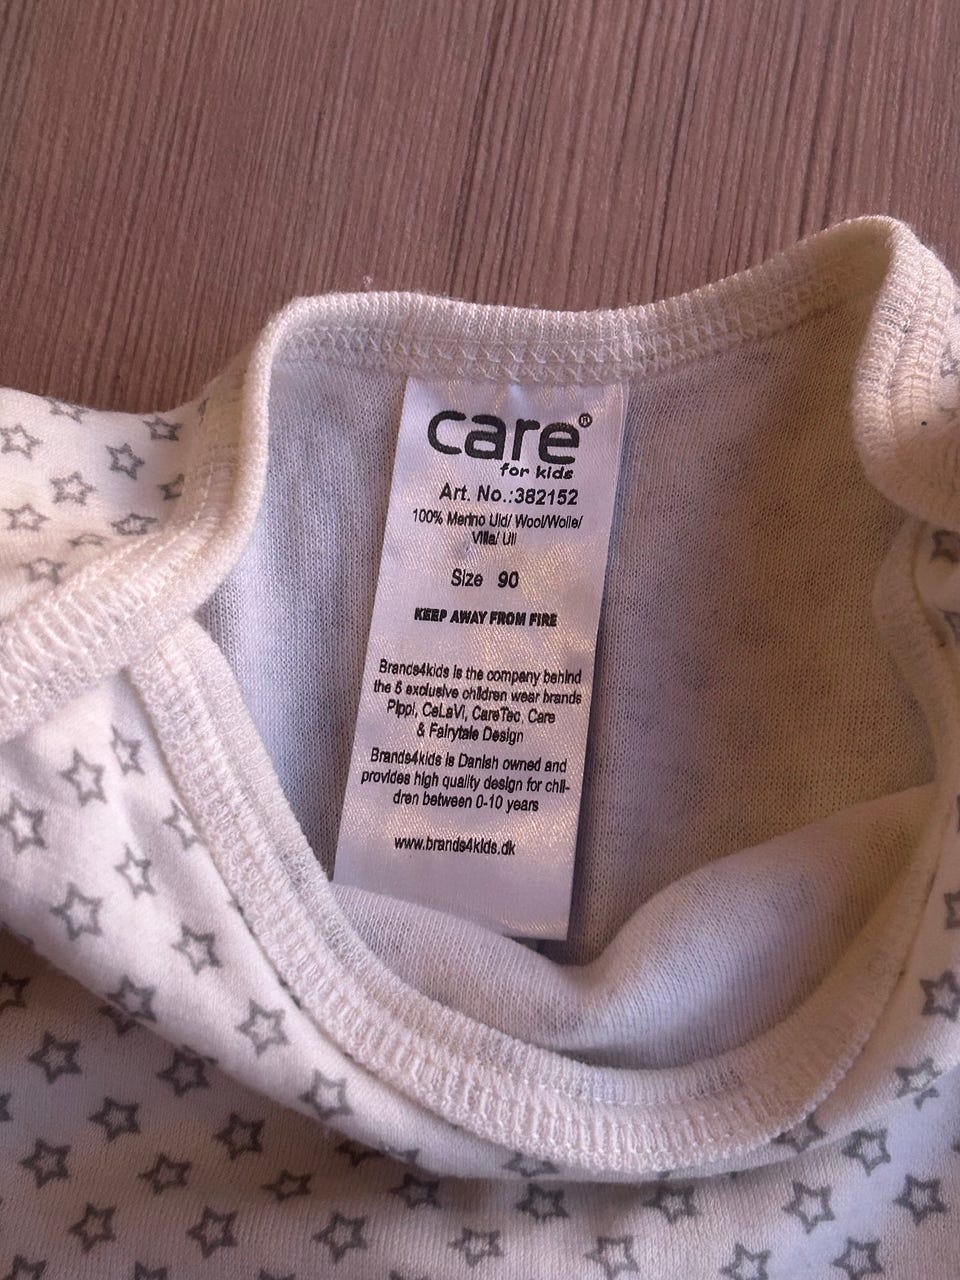 care®
for kids
Art. No.:382152
100% Merino Uld/ Wool/Wolle/
Villa/ Ull
Size 90
KEEP AWAY FROM FIRE
Brands4kids is the company behind
the 5 exclusive children wear brands
Pippi, CeLaVi, CareTec, Care
& Fairytale Design
Brands4kids is Danish owned and
provides high quality design for chil-
dren between 0-10 years
www.brands4kids.dk